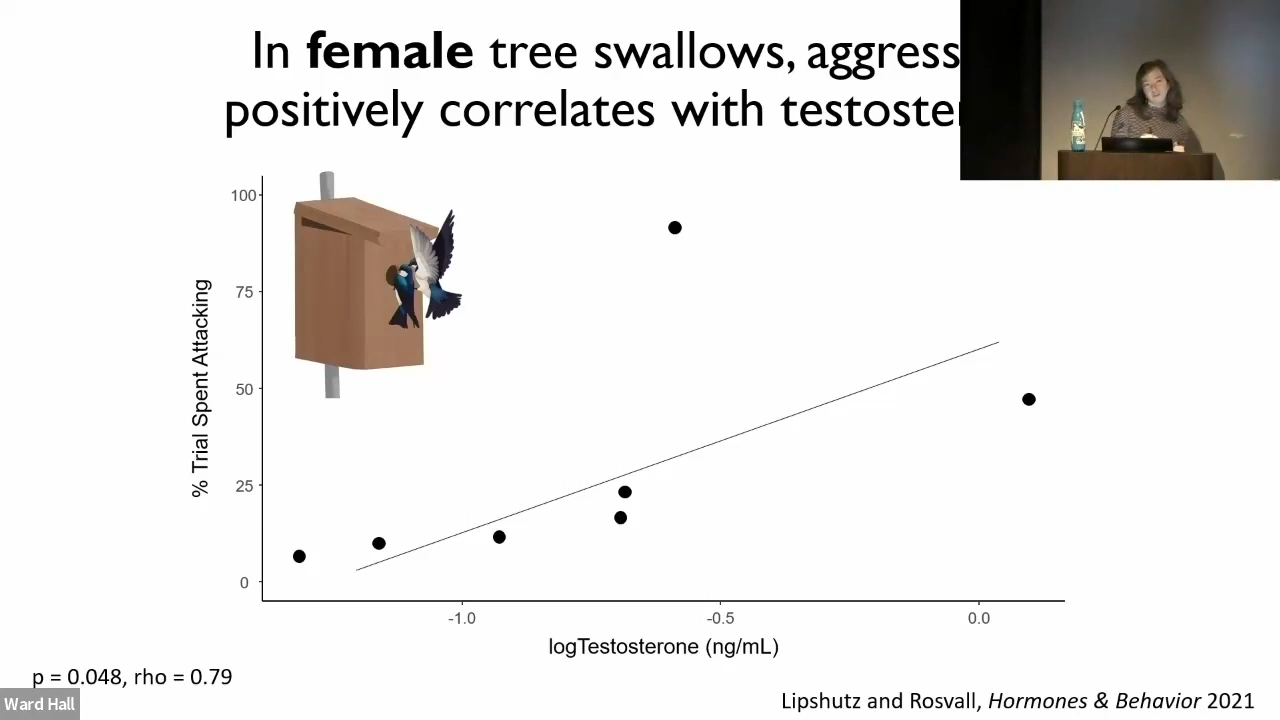 In female tree swallows, aggress
positively correlates with testoster
100
75
50
25
0
% Trial Spent Attacking
-1.0
-0.5
0.0
logTestosterone (ng/mL)
p = 0.048, rho = 0.79
Ward Hall
Lipshutz and Rosvall, Hormones & Behavior 2021